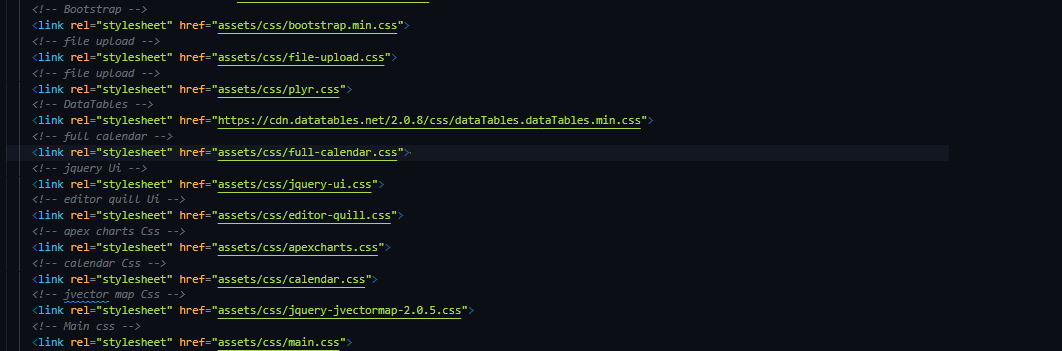 <!-- Bootstrap -->
<link rel="stylesheet" href="assets/css/bootstrap.min.css">
<!-- file upload -->
<link rel="stylesheet" href="assets/css/file-upload.css">
<!-- file upload -->
<link rel="stylesheet" href="assets/css/plyr.css">
<!-- DataTables -->
<link rel="stylesheet" href="https://cdn.datatables.net/2.0.8/css/dataTables.dataTables.min.css">
<!-- full calendar -->
<link rel="stylesheet" href="assets/css/full-calendar.css">
<!-- jquery Ui -->
<link rel="stylesheet" href="assets/css/jquery-ui.css">
<!-- editor quill Ui -->
<link rel="stylesheet" href="assets/css/editor-quill.css">
<!-- apex charts Css -->
<link rel="stylesheet" href="assets/css/apexcharts.css">
<!-- calendar Css -->
<link rel="stylesheet" href="assets/css/calendar.css">
<!-- jvector map Css -->
<link rel="stylesheet" href="assets/css/jquery-jvectormap-2.0.5.css">
<!-- Main css -->
<link rel="stylesheet" href="assets/css/main.css">